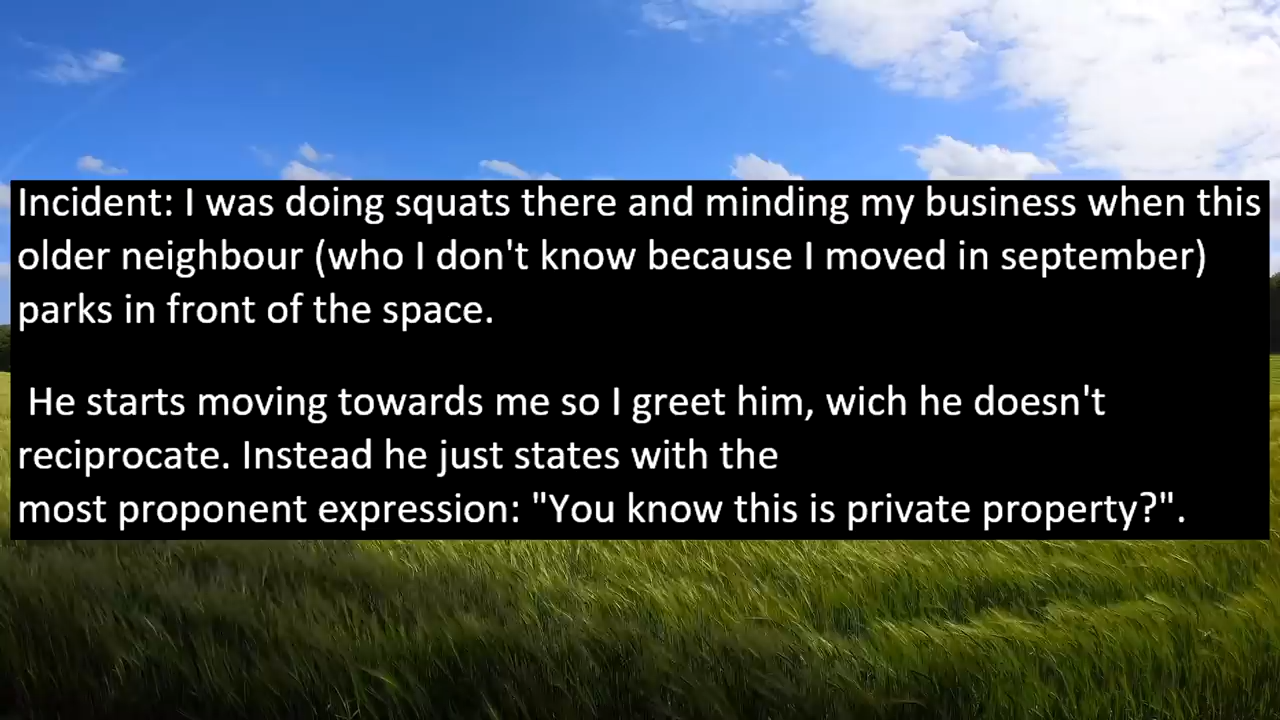 Incident: I was doing squats there and minding my business when this
older neighbour (who I don't know because I moved in september)
parks in front of the space.
He starts moving towards me so I greet him, wich he doesn't
reciprocate. Instead he just states with the
most proponent expression: "You know this is private property?".